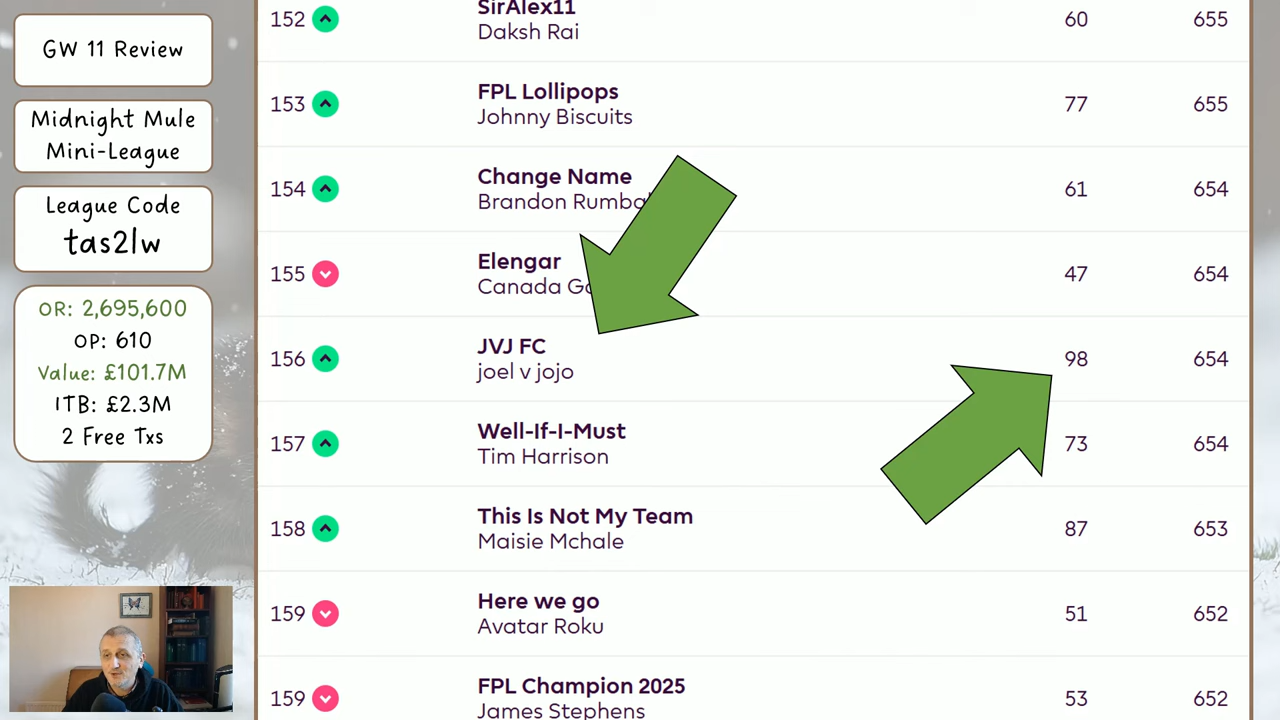 GW 11 Review
Midnight Mule
Mini-League
League Code
tas2lw
OR: 2,695,600
OP: 610
Value: £101.7M
ITB: £2.3M
2 Free Txs
152 SirAlex11 60 655
Daksh Rai
153 FPL Lollipops 77 655
Johnny Biscuits
154 Change Name 61 654
Brandon
155 Elengar 47 654
Canada
156 JVJ FC 98 654
joel v jojo
157 Well-If-I-Must 73 654
Tim Harrison
158 This Is Not My Team 87 653
Maisie Mchale
159 Here we go 51 652
Avatar Roku
159 FPL Champion 2025 53 652
James Stephens